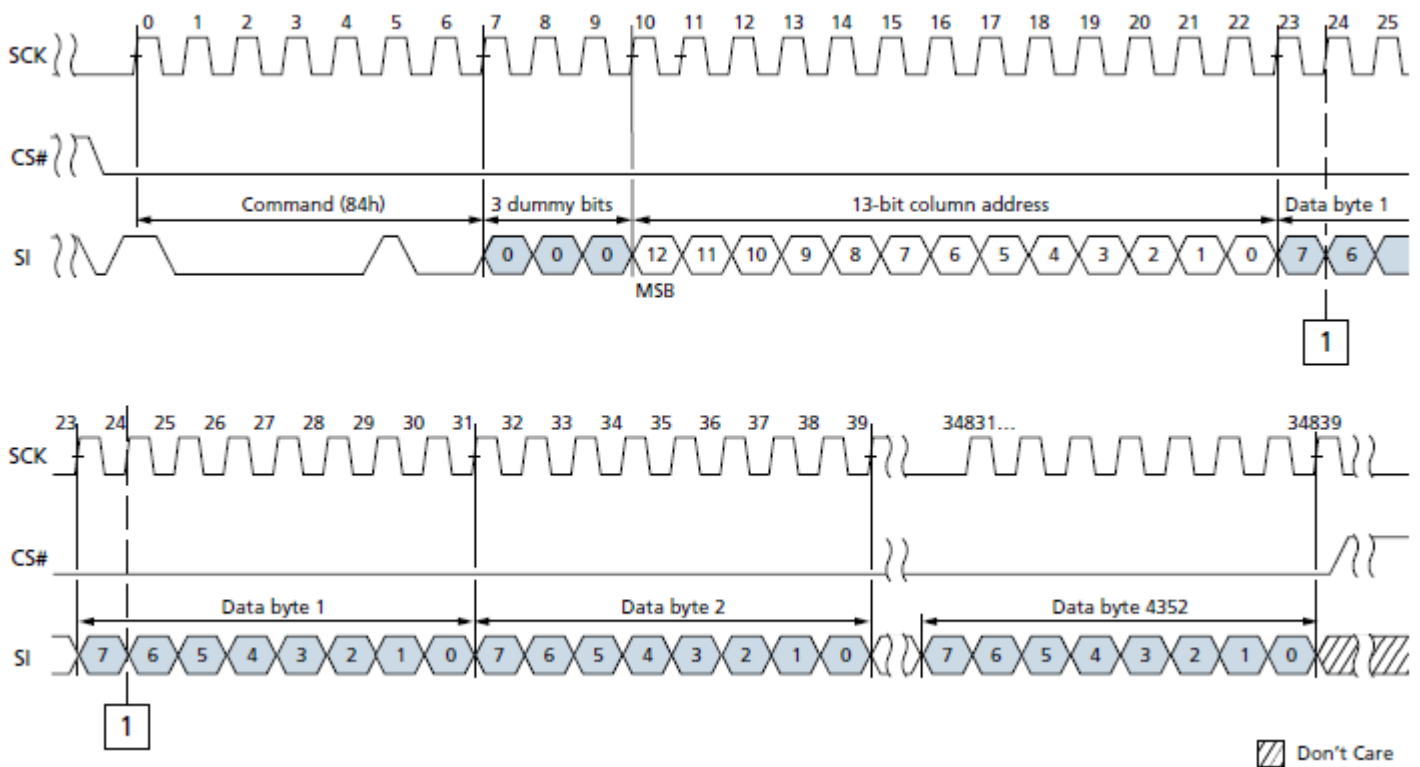 0 1 2 3 4 5 6 7 8 9 10 11 12 13 14 15 16 17 18 19 20 21 22 23 24 25
SCK
CS#
Command (84h) 3 dummy bits 13-bit column address Data byte 1
SI 0 0 0 12 11 10 9 8 7 6 5 4 3 2 1 0 7 6
MSB
1
23 24 25 26 27 28 29 30 31 32 33 34 35 36 37 38 39 34831... 34839
SCK
CS#
Data byte 1 Data byte 2 Data byte 4352
SI 7 6 5 4 3 2 1 0 7 6 5 4 3 2 1 0 7 6 5 4 3 2 1 0
1
Don't Care